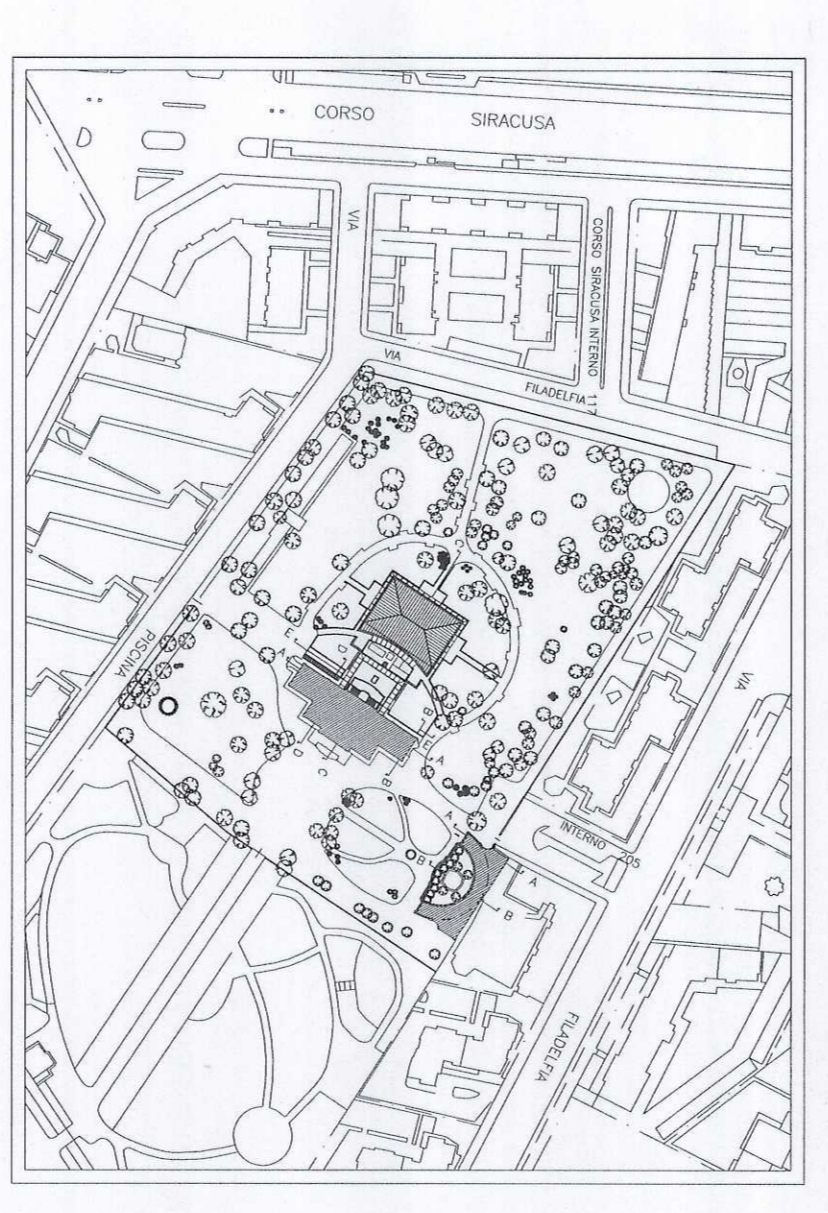 CORSO SIRACUSA
VIA
CORSO SIRACUSA INTERNO 117
VIA FILADELFIA
PISCINA
VIA
E
A
C
B
E
A
B
C
A
B
INTERNO 205
A
B
FILADELFIA